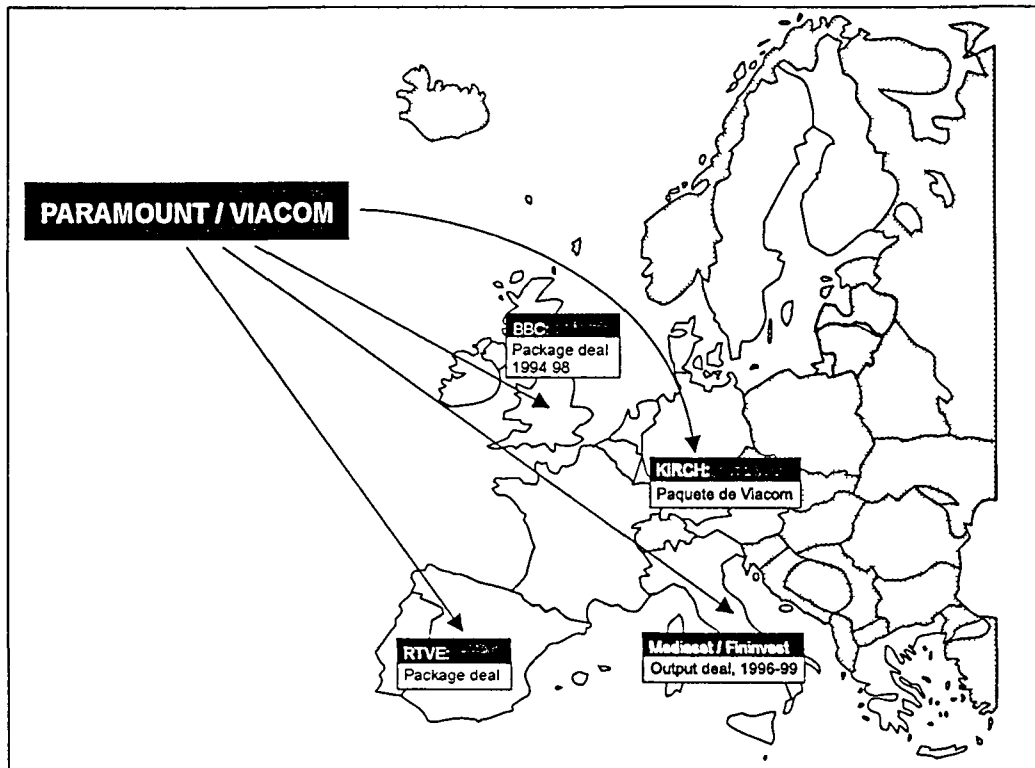 PARAMOUNT / VIACOM
BBC:
Package deal
1994 98
KIRCH:
Paquete de Viacom
RTVE:
Package deal
Mediaset / Fininvest
Output deal, 1996-99